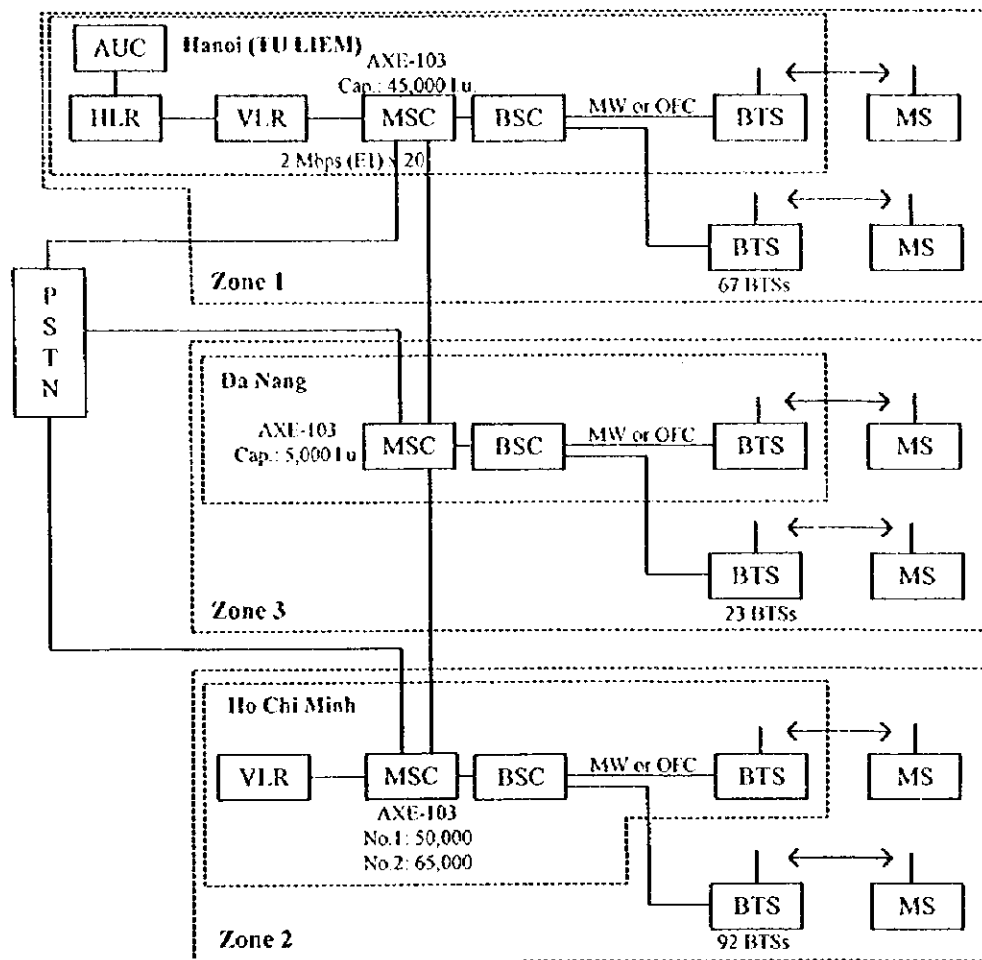 AUC
Hanoi (TU LIEM)
AXE-103
Cap.: 45,000 Lu.
HLR
VLR
MSC
BSC
MW or OFC
BTS
MS
2 Mbps (E1) x 20
BTS
MS
67 BTSs
Zone 1
P
S
T
N
Da Nang
AXE-103
Cap.: 5,000 Lu
MSC
BSC
MW or OFC
BTS
MS
BTS
MS
23 BTSs
Zone 3
Ho Chi Minh
VLR
MSC
BSC
MW or OFC
BTS
MS
AXE-103
No.1: 50,000
No.2: 65,000
BTS
MS
92 BTSs
Zone 2